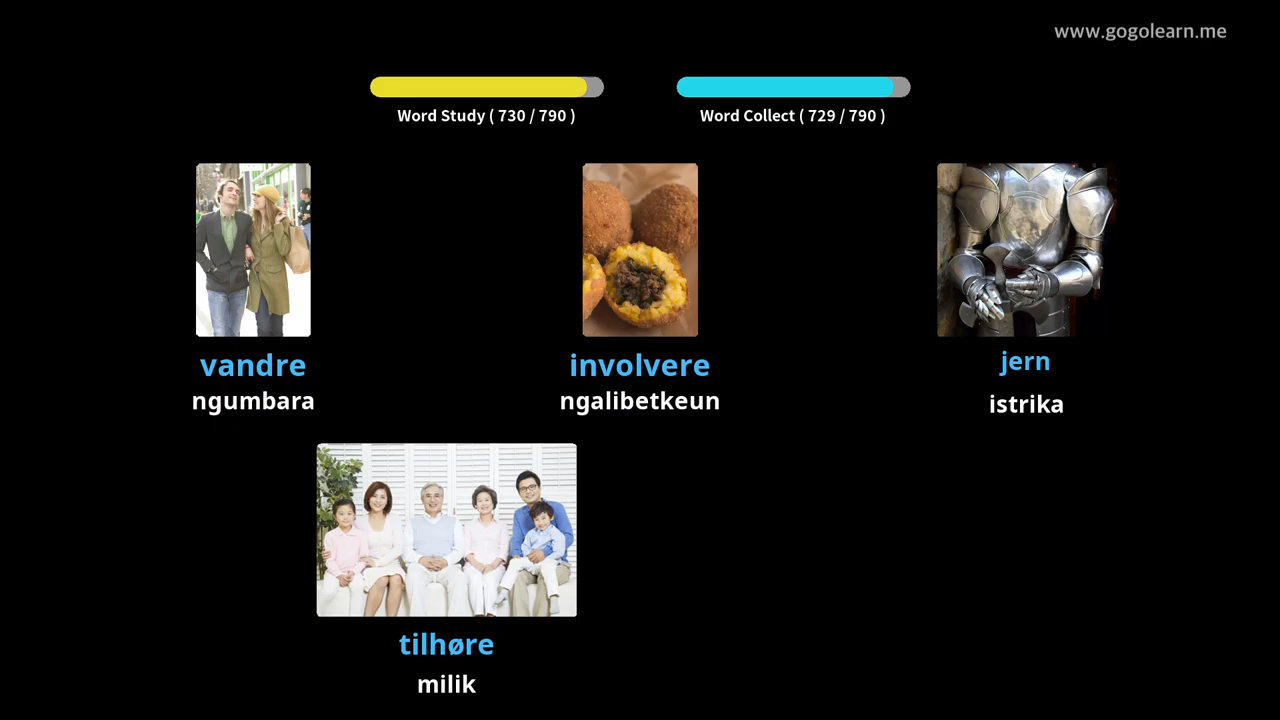 www.gogolearn.me
Word Study ( 730 / 790 )
Word Collect ( 729 / 790 )
vandre
ngumbara
involvere
ngalibetkeun
jern
istrika
tilhøre
milik